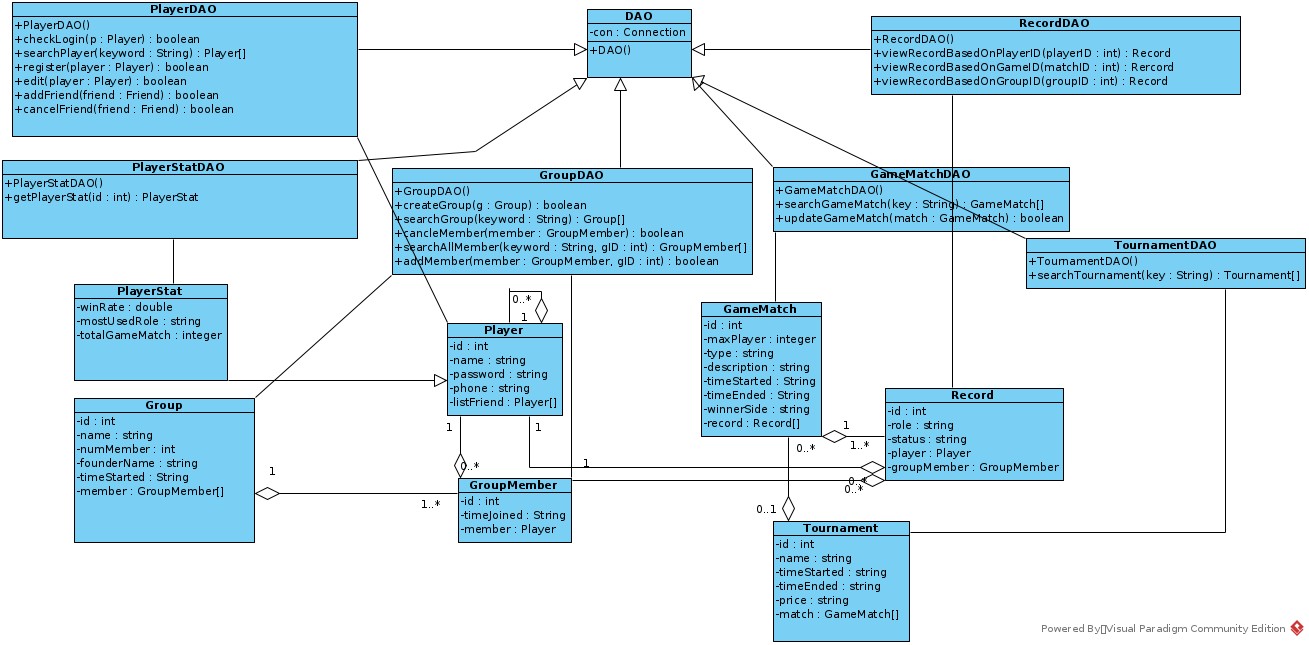 PlayerDAO
+PlayerDAO()
+checkLogin(p : Player) : boolean
+searchPlayer(keyword : String) : Player[]
+register(player : Player) : boolean
+edit(player : Player) : boolean
+addFriend(friend : Friend) : boolean
+cancelFriend(friend : Friend) : boolean
DAO
-con : Connection
+DAO()
RecordDAO
+RecordDAO()
+viewRecordBasedOnPlayerID(playerID : int) : Record
+viewRecordBasedOnGameID(matchID : int) : Rercord
+viewRecordBasedOnGroupID(groupID : int) : Record
PlayerStatDAO
+PlayerStatDAO()
+getPlayerStat(id : int) : PlayerStat
GroupDAO
+GroupDAO()
+createGroup(g : Group) : boolean
+searchGroup(keyword : String) : Group[]
+cancleMember(member : GroupMember) : boolean
+searchAllMember(keyword : String, gID : int) : GroupMember[]
+addMember(member : GroupMember, gID : int) : boolean
GameMatchDAO
+GameMatchDAO()
+searchGameMatch(key : String) : GameMatch[]
+updateGameMatch(match : GameMatch) : boolean
TournamentDAO
+TournamentDAO()
+searchTournament(key : String) : Tournament[]
PlayerStat
-winRate : double
-mostUsedRole : string
-totalGameMatch : integer
0..*
1
Player
-id : int
-name : string
-password : string
-phone : string
-listFriend : Player[]
GameMatch
-id : int
-maxPlayer : integer
-type : string
-description : string
-timeStarted : String
-timeEnded : String
-winnerSide : string
-record : Record[]
Record
-id : int
-role : string
-status : string
-player : Player
-groupMember : GroupMember
Group
-id : int
-name : string
-numMember : int
-founderName : string
-timeStarted : String
-member : GroupMember[]
1
1
1
1..*
0..*
1
0..*
1
0..*
0..*
1..*
GroupMember
-id : int
-timeJoined : String
-member : Player
0..1
Tournament
-id : int
-name : string
-timeStarted : string
-timeEnded : string
-price : string
-match : GameMatch[]
Powered By Visual Paradigm Community Edition